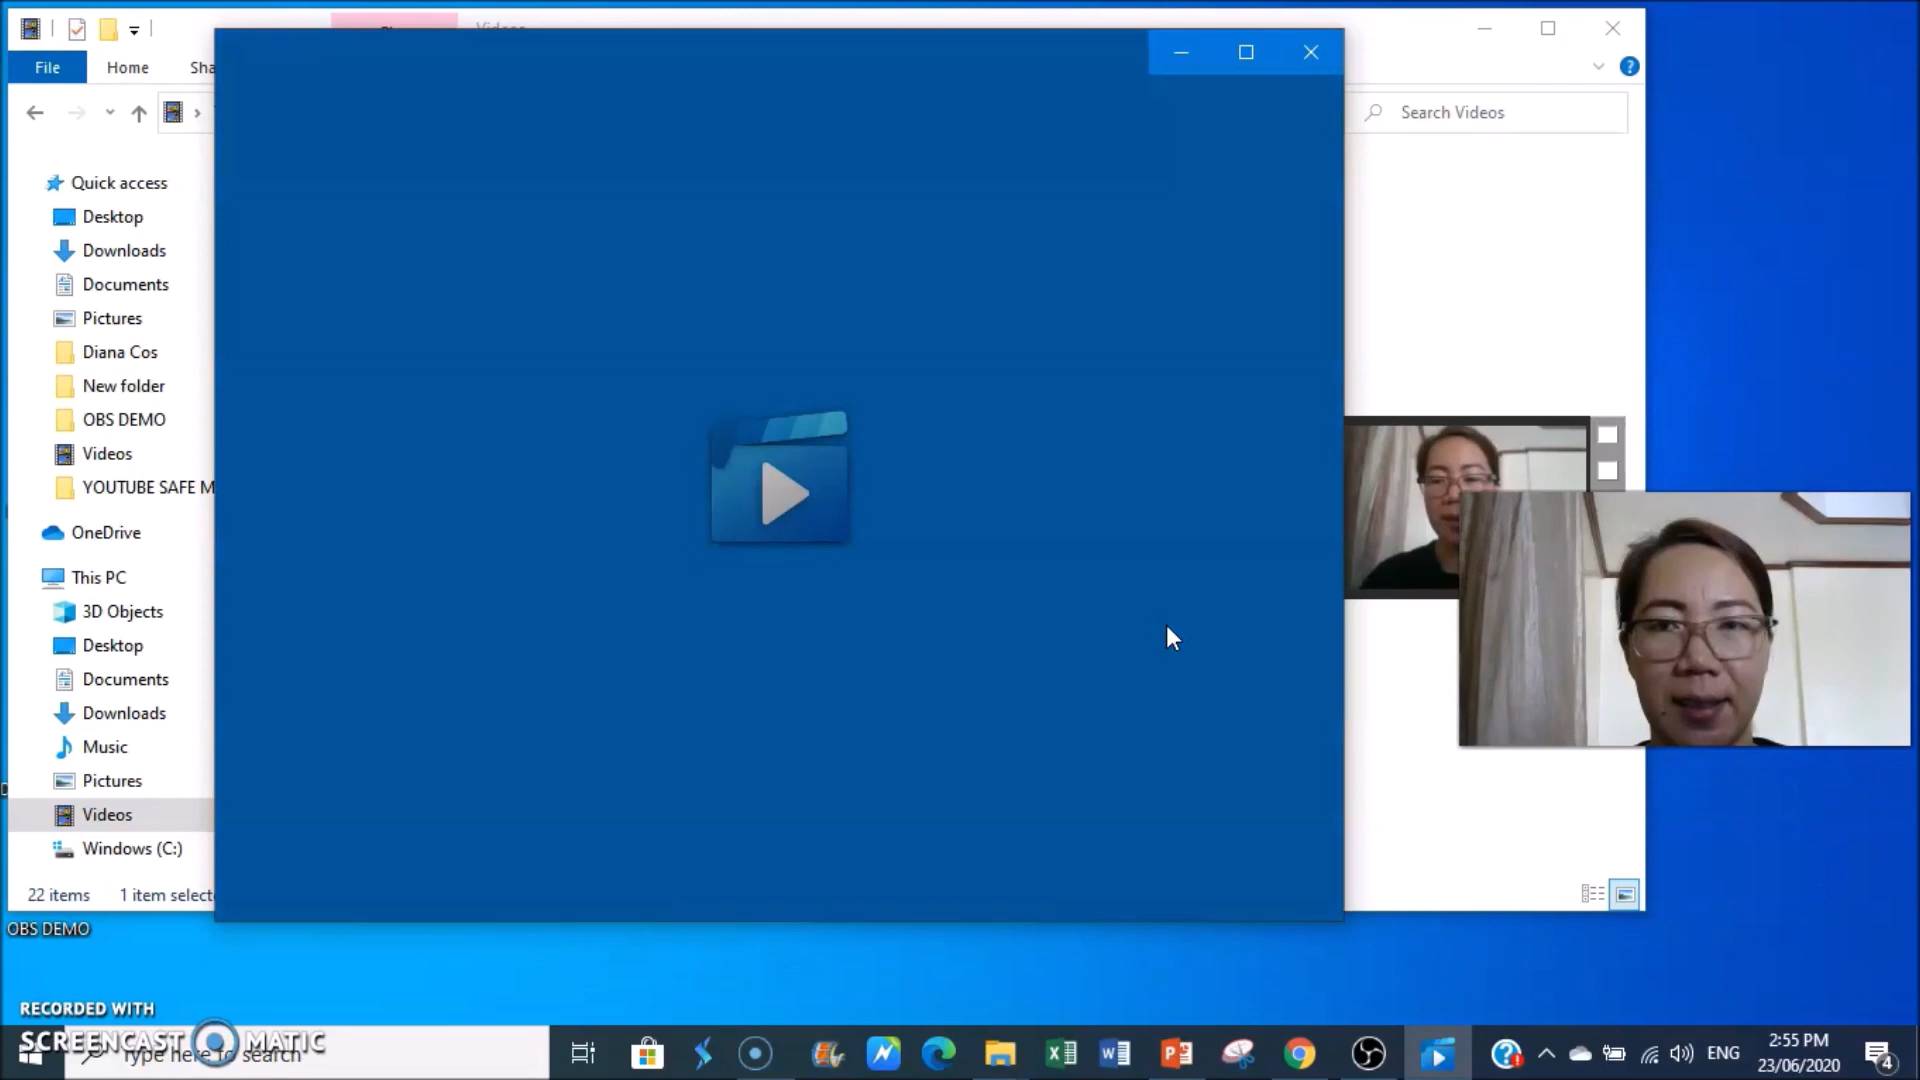 Videos
File
Home
Sha
Search Videos
Quick access
Desktop
Downloads
Documents
Pictures
Diana Cos
New folder
OBS DEMO
Videos
YOUTUBE SAFE M
OneDrive
This PC
3D Objects
Desktop
Documents
Downloads
Music
Pictures
Videos
Windows (C:)
22 items 1 item select
OBS DEMO
RECORDED WITH
SCREENCAST MATIC
Type here to search
ENG
2:55 PM
23/06/2020
4